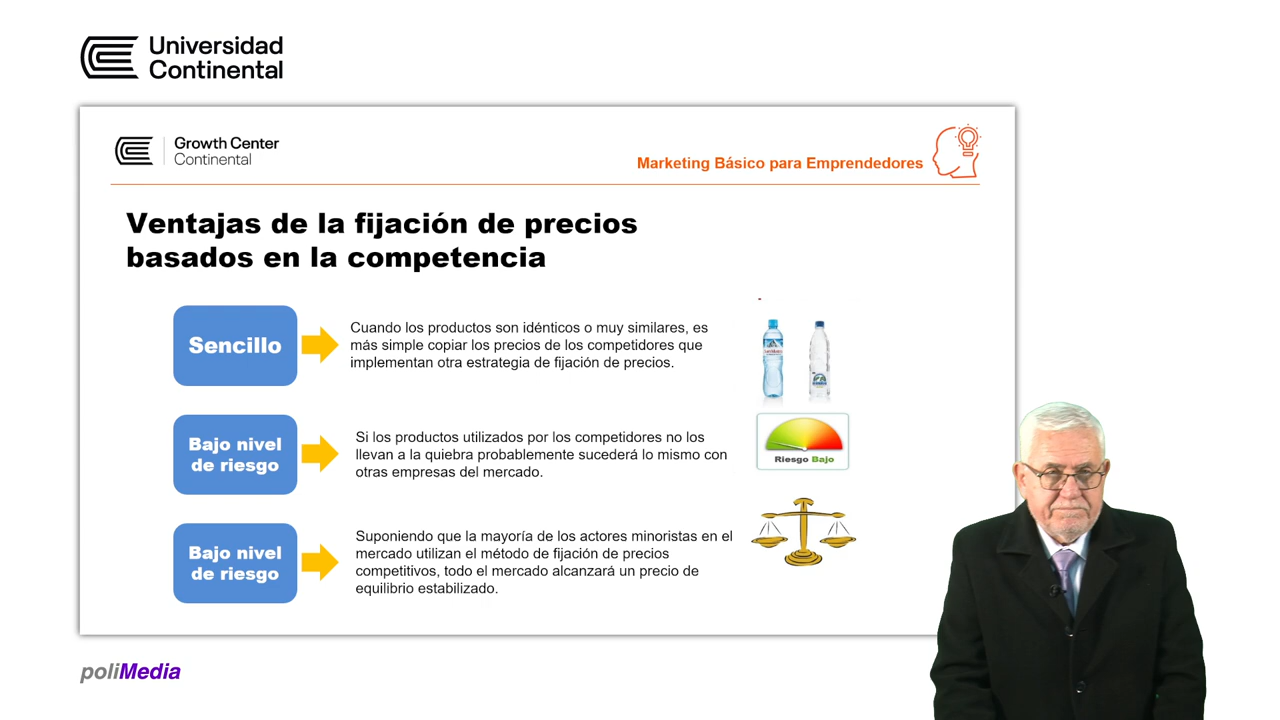 Universidad
Continental
Growth Center
Continental
Marketing Básico para Emprendedores
Ventajas de la fijación de precios
basados en la competencia
Sencillo
Cuando los productos son idénticos o muy similares, es
más simple copiar los precios de los competidores que
implementan otra estrategia de fijación de precios.
Bajo nivel
de riesgo
Si los productos utilizados por los competidores no los
llevan a la quiebra probablemente sucederá lo mismo con
otras empresas del mercado.
Riesgo Bajo
Bajo nivel
de riesgo
Suponiendo que la mayoría de los actores minoristas en el
mercado utilizan el método de fijación de precios
competitivos, todo el mercado alcanzará un precio de
equilibrio estabilizado.
poliMedia